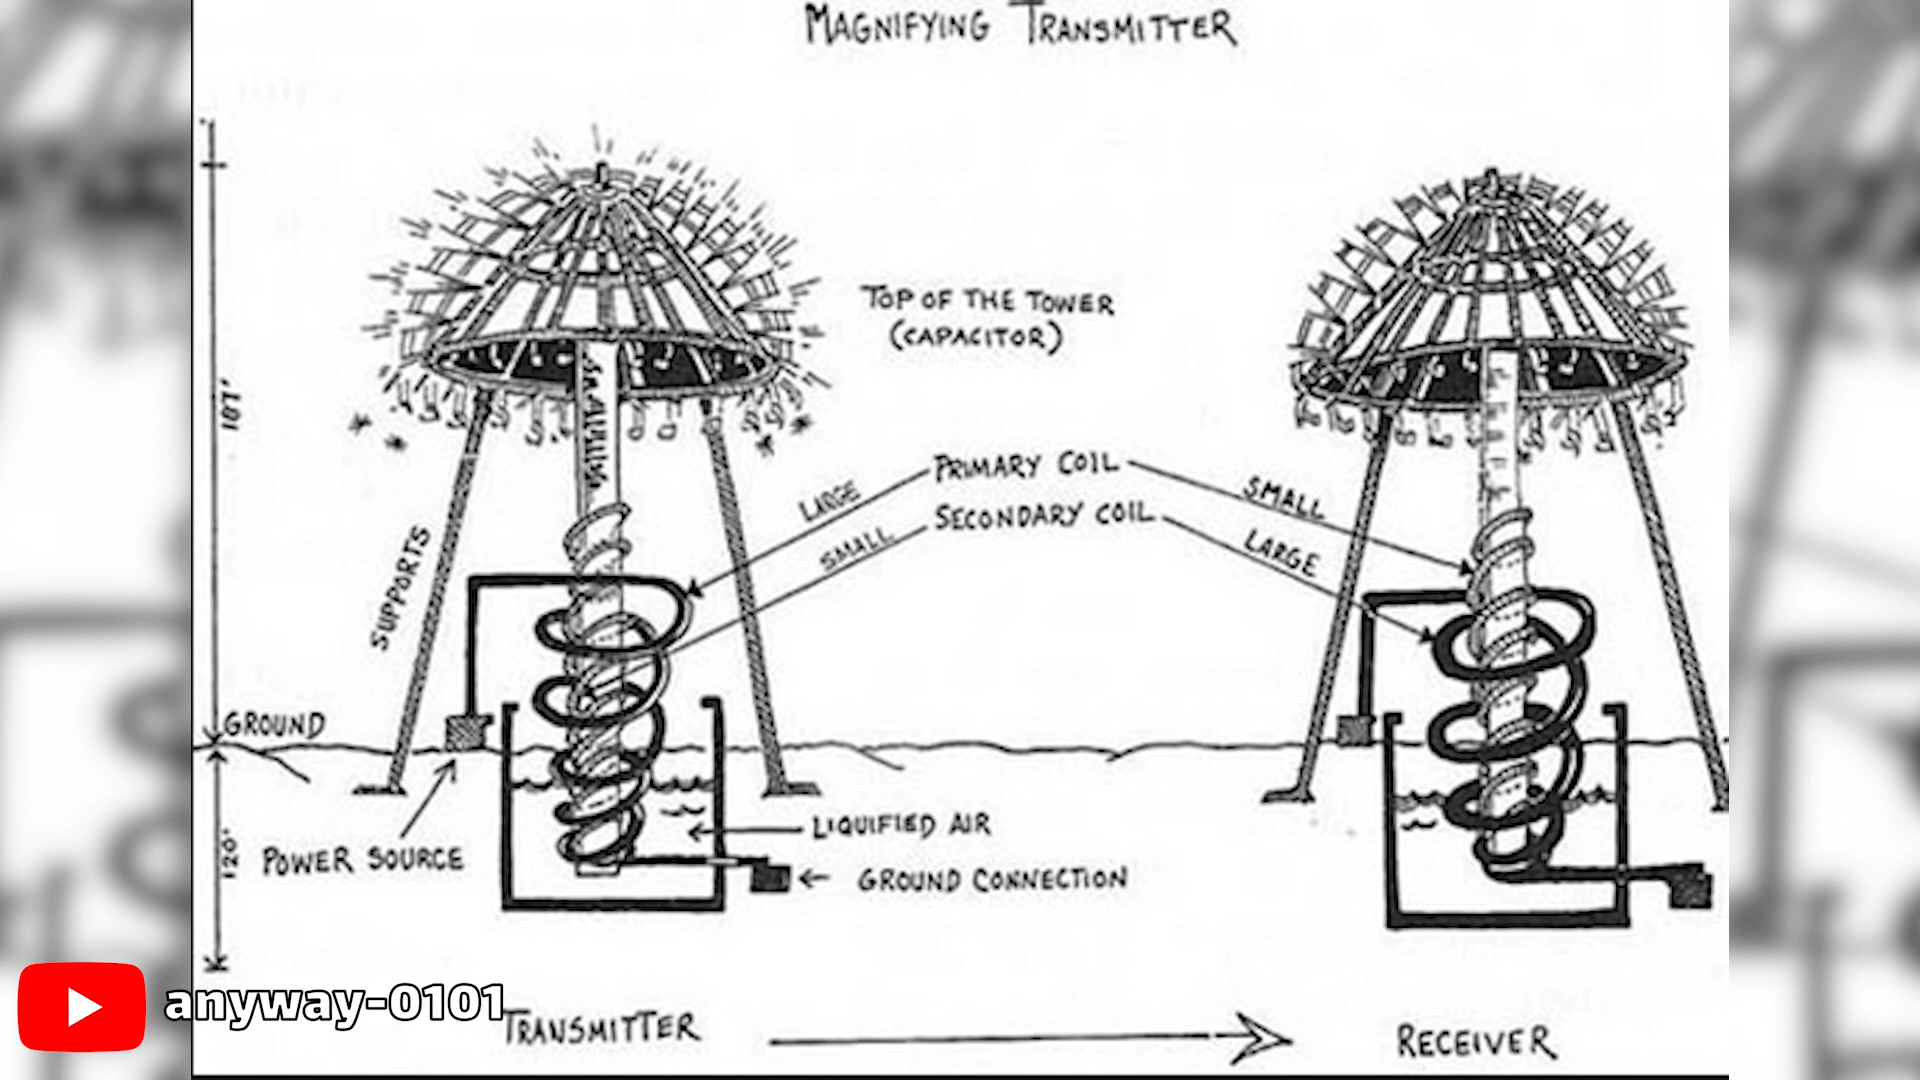 MAGNIFYING TRANSMITTER
TOP OF THE TOWER
(CAPACITOR)
187'
PRIMARY COIL
LARGE
SMALL
SECONDARY COIL
SMALL
LARGE
SUPPORTS
GROUND
120'
POWER SOURCE
LIQUIFIED AIR
GROUND CONNECTION
anyway-0101
TRANSMITTER
RECEIVER